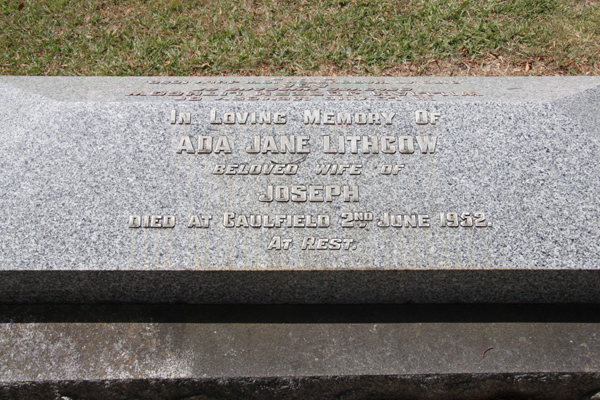 In Loving Memory Of
ADA JANE LITHGOW
BELOVED WIFE OF
JOSEPH
DIED AT CAULFIELD 2ND JUNE 1952.
At Rest.